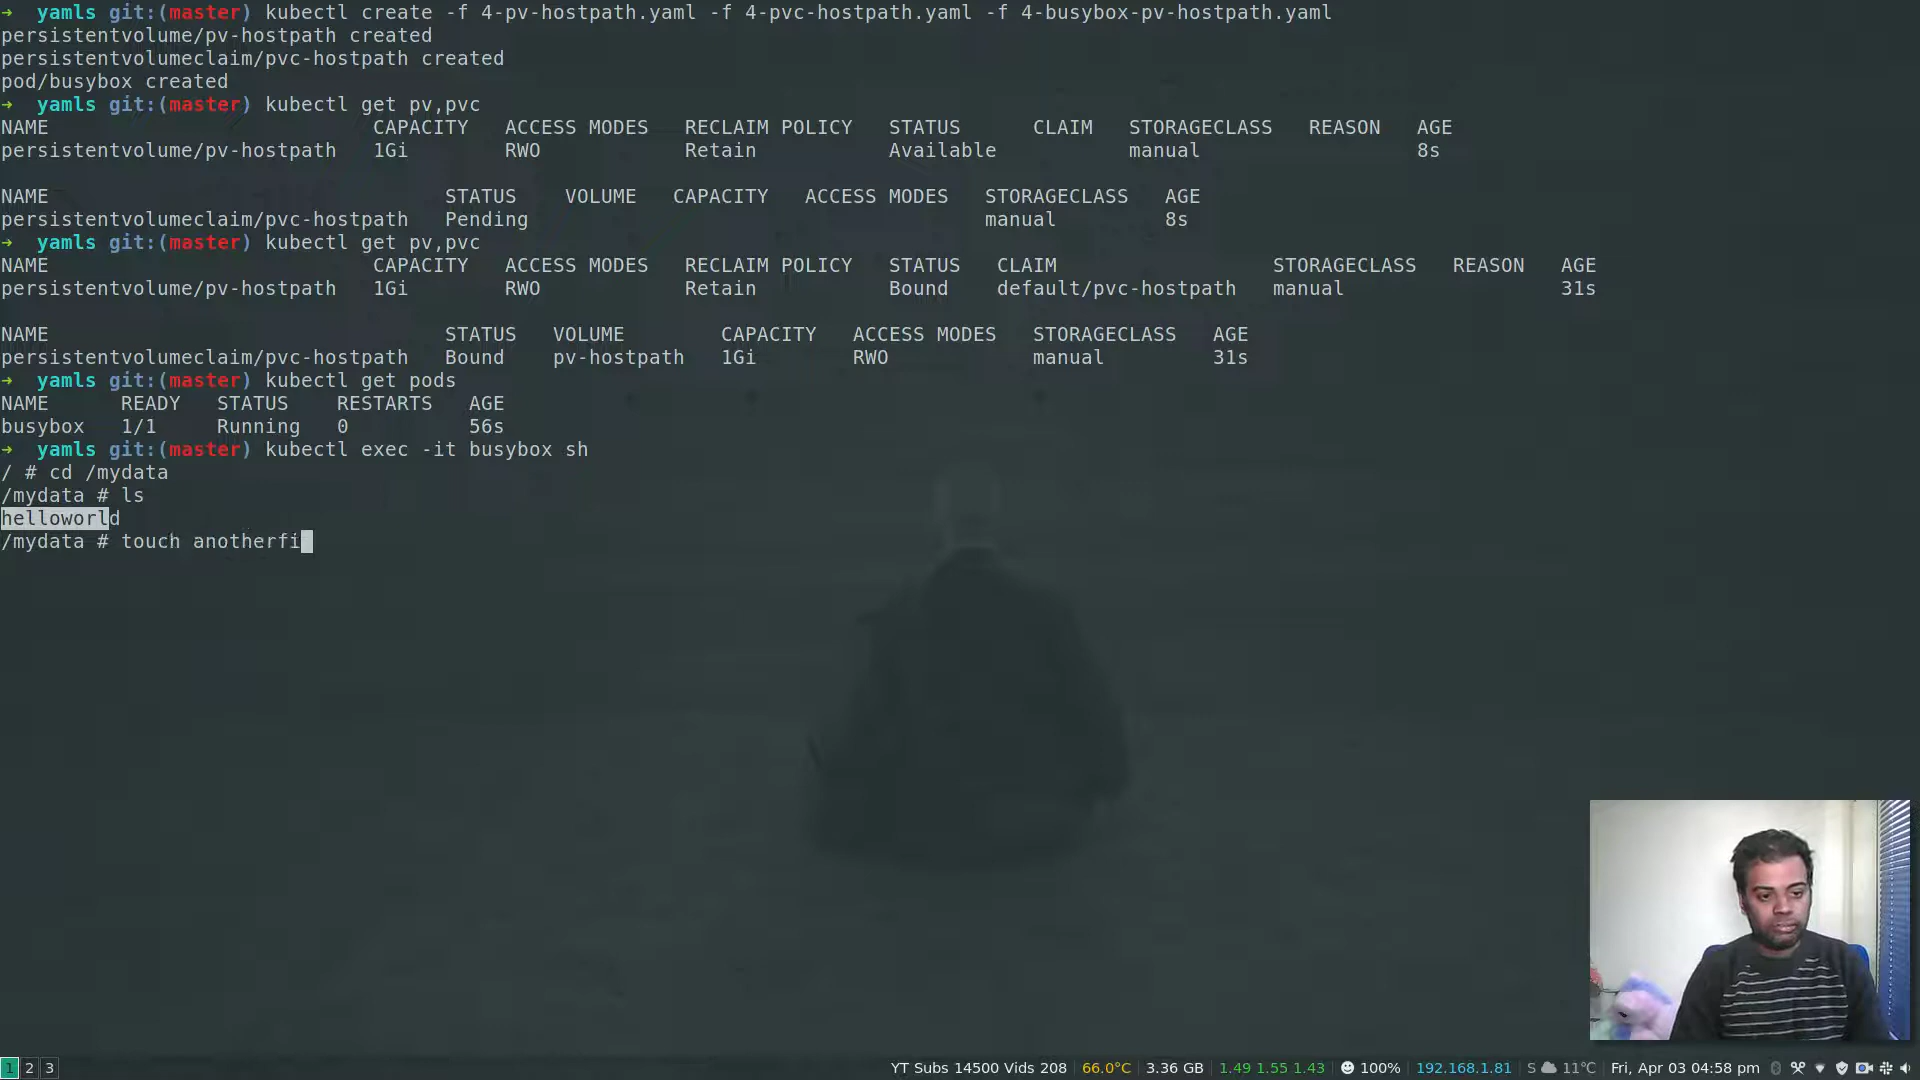 ➜ yamls git:(master) kubectl create -f 4-pv-hostpath.yaml -f 4-pvc-hostpath.yaml -f 4-busybox-pv-hostpath.yaml
persistentvolume/pv-hostpath created
persistentvolumeclaim/pvc-hostpath created
pod/busybox created
➜ yamls git:(master) kubectl get pv,pvc
NAME CAPACITY ACCESS MODES RECLAIM POLICY STATUS CLAIM STORAGECLASS REASON AGE
persistentvolume/pv-hostpath 1Gi RWO Retain Available manual 8s
NAME STATUS VOLUME CAPACITY ACCESS MODES STORAGECLASS AGE
persistentvolumeclaim/pvc-hostpath Pending manual 8s
➜ yamls git:(master) kubectl get pv,pvc
NAME CAPACITY ACCESS MODES RECLAIM POLICY STATUS CLAIM STORAGECLASS REASON AGE
persistentvolume/pv-hostpath 1Gi RWO Retain Bound default/pvc-hostpath manual 31s
NAME STATUS VOLUME CAPACITY ACCESS MODES STORAGECLASS AGE
persistentvolumeclaim/pvc-hostpath Bound pv-hostpath 1Gi RWO manual 31s
➜ yamls git:(master) kubectl get pods
NAME READY STATUS RESTARTS AGE
busybox 1/1 Running 0 56s
➜ yamls git:(master) kubectl exec -it busybox sh
/ # cd /mydata
/mydata # ls
helloworld
/mydata # touch anotherfi
1 2 3 YT Subs 14500 Vids 208 66.0°C 3.36 GB 1.49 1.55 1.43 100% 192.168.1.81 S 11°C Fri, Apr 03 04:58 pm